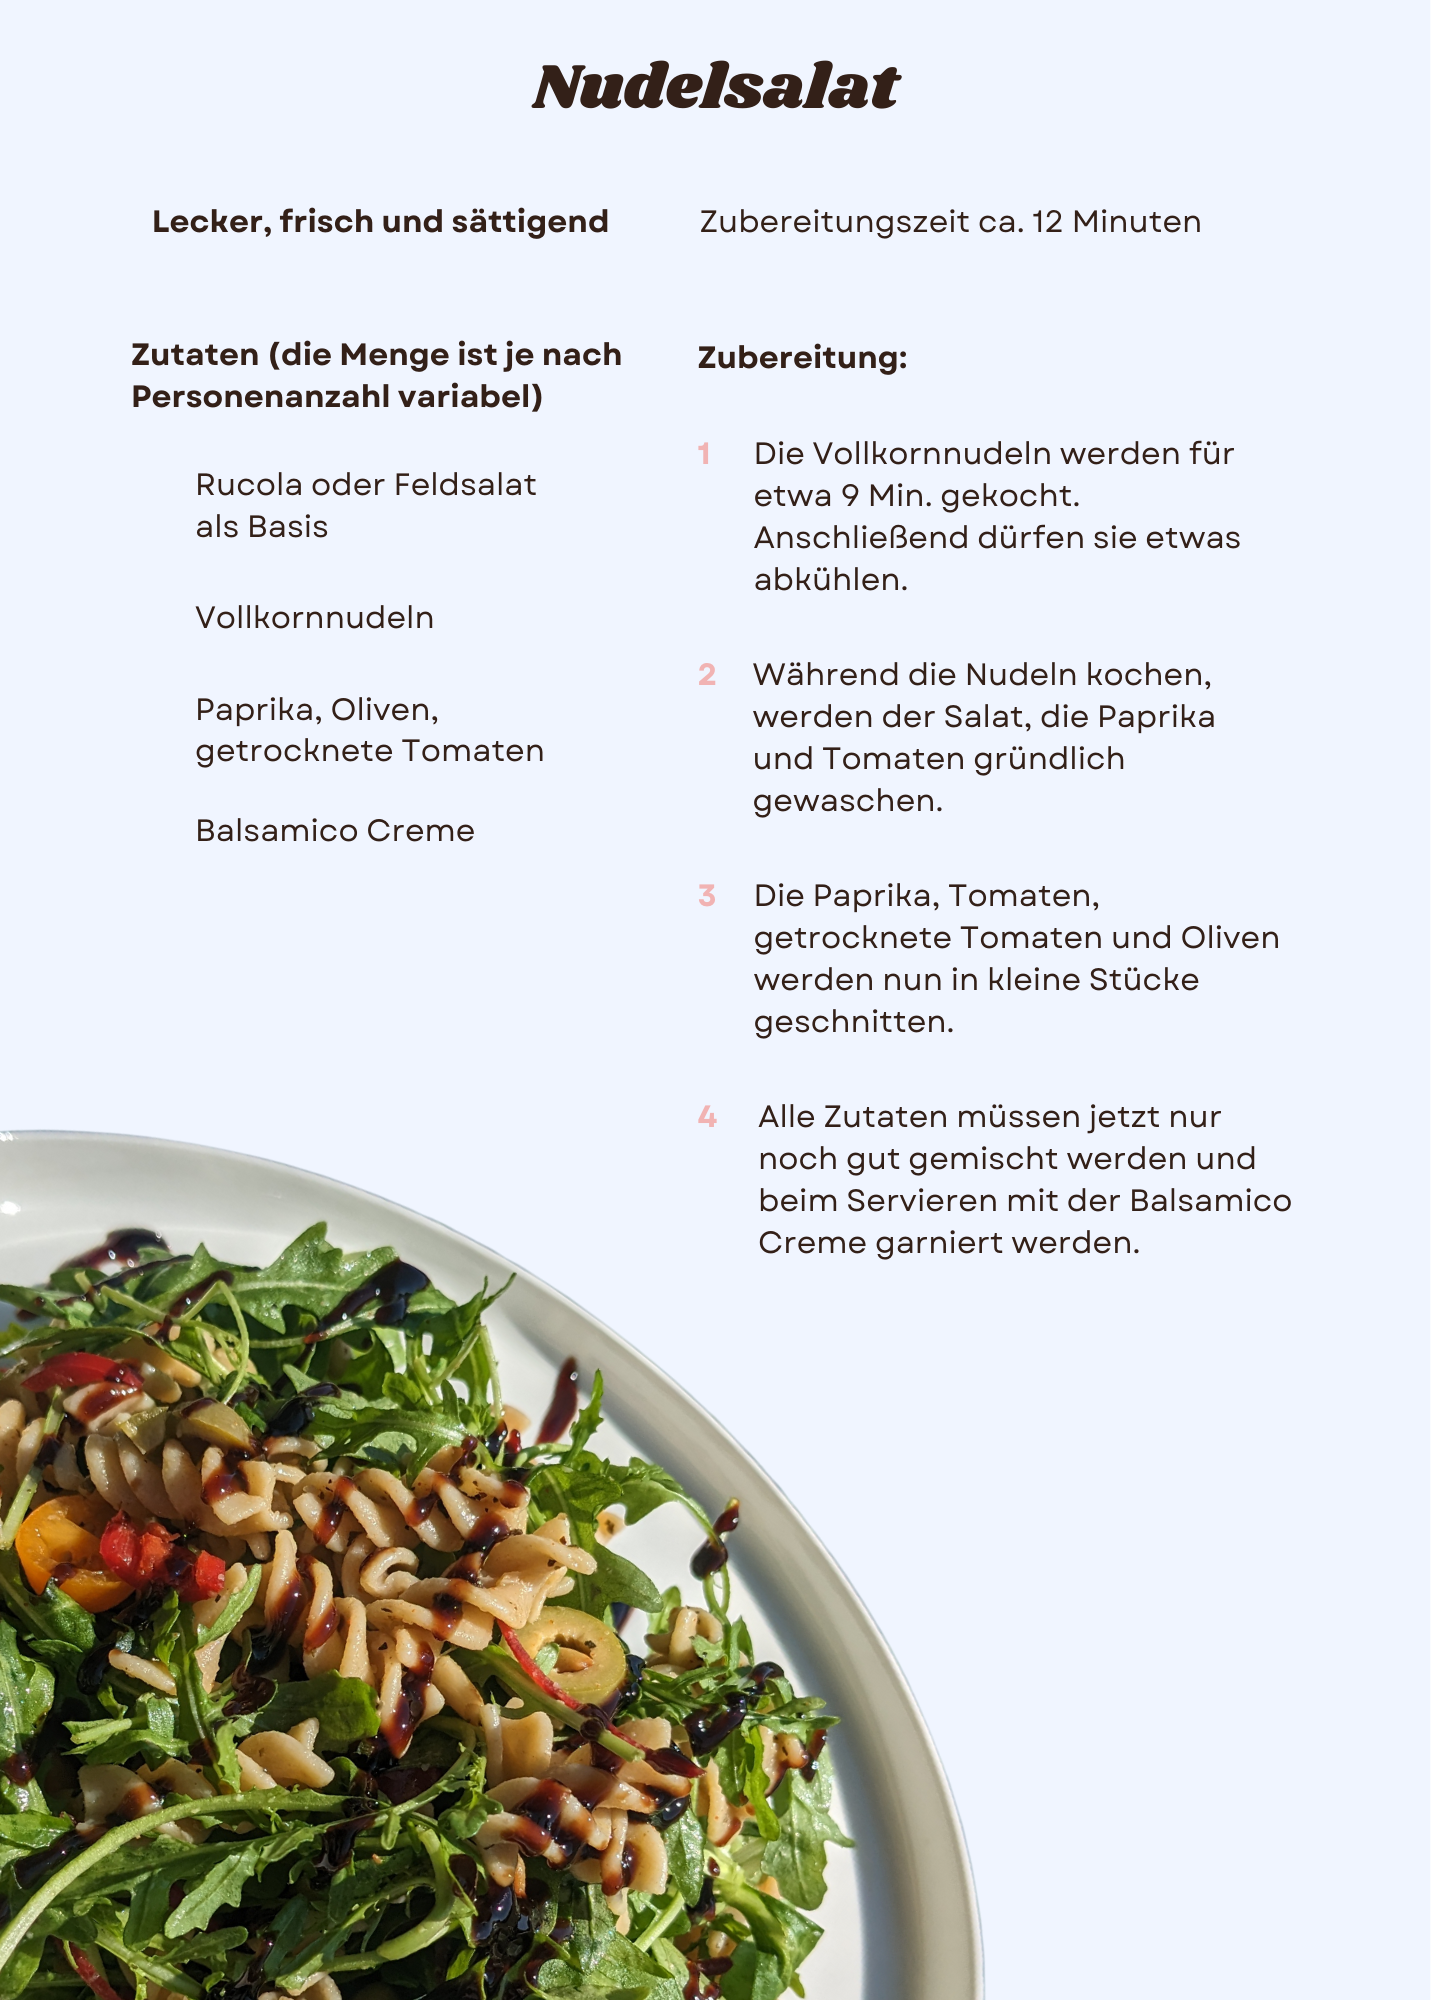 Nudelsalat
Lecker, frisch und sättigend
Zubereitungszeit ca. 12 Minuten
Zutaten (die Menge ist je nach
Personenanzahl variabel)
Rucola oder Feldsalat
als Basis
Vollkornnudeln
Paprika, Oliven,
getrocknete Tomaten
Balsamico Creme
Zubereitung:
1 Die Vollkornnudeln werden für
etwa 9 Min. gekocht.
Anschließend dürfen sie etwas
abkühlen.
2 Während die Nudeln kochen,
werden der Salat, die Paprika
und Tomaten gründlich
gewaschen.
3 Die Paprika, Tomaten,
getrocknete Tomaten und Oliven
werden nun in kleine Stücke
geschnitten.
4 Alle Zutaten müssen jetzt nur
noch gut gemischt werden und
beim Servieren mit der Balsamico
Creme garniert werden.